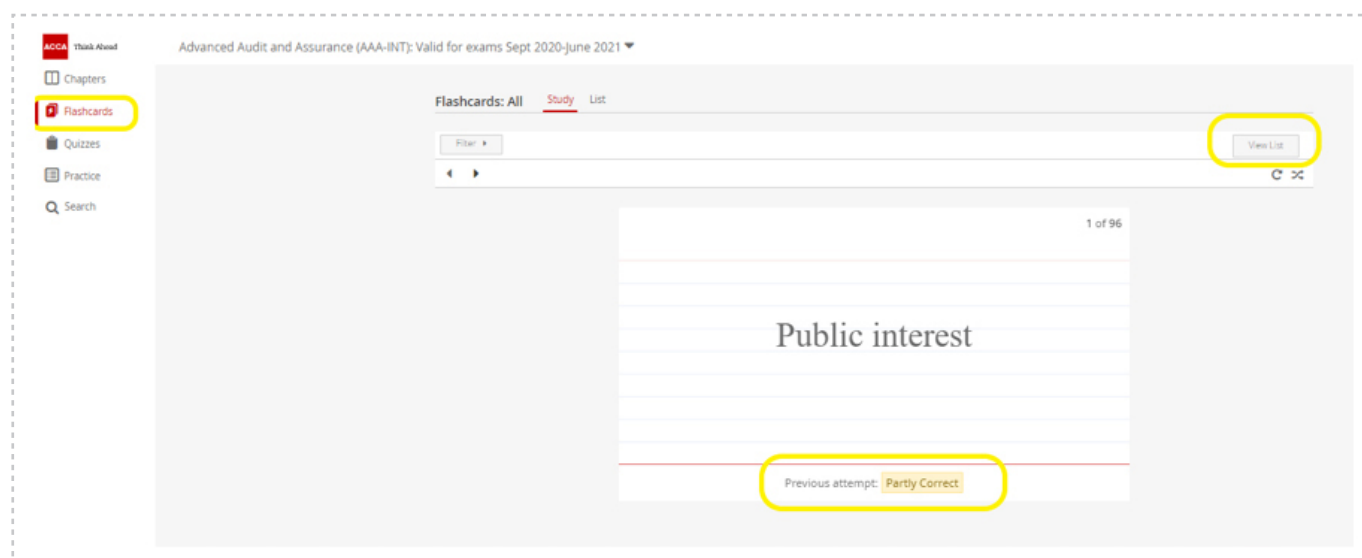 ACCA Think Ahead
Advanced Audit and Assurance (AAA-INT): Valid for exams Sept 2020-June 2021
Chapters
Flashcards
Quizzes
Practice
Search
Flashcards: All Study List
Filter
View List
1 of 96
Public interest
Previous attempt: Partly Correct